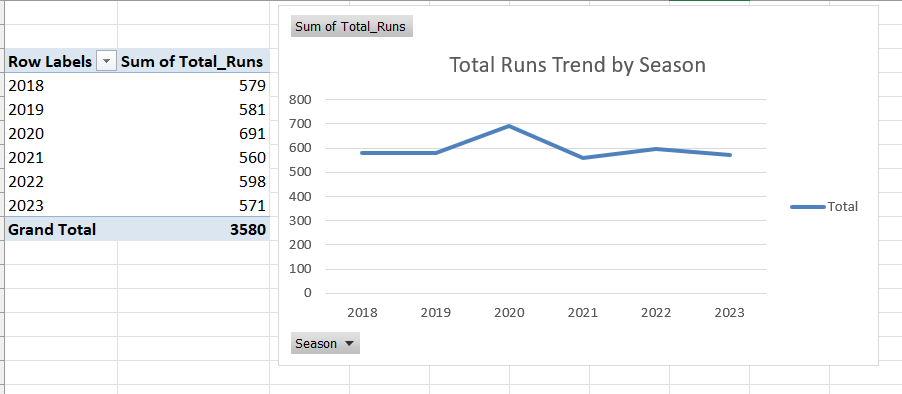 Row Labels Sum of Total_Runs
2018 579
2019 581
2020 691
2021 560
2022 598
2023 571
Grand Total 3580
Sum of Total_Runs
Total Runs Trend by Season
800
700
600
500
400
300
200
100
0
2018 2019 2020 2021 2022 2023
Total
Season